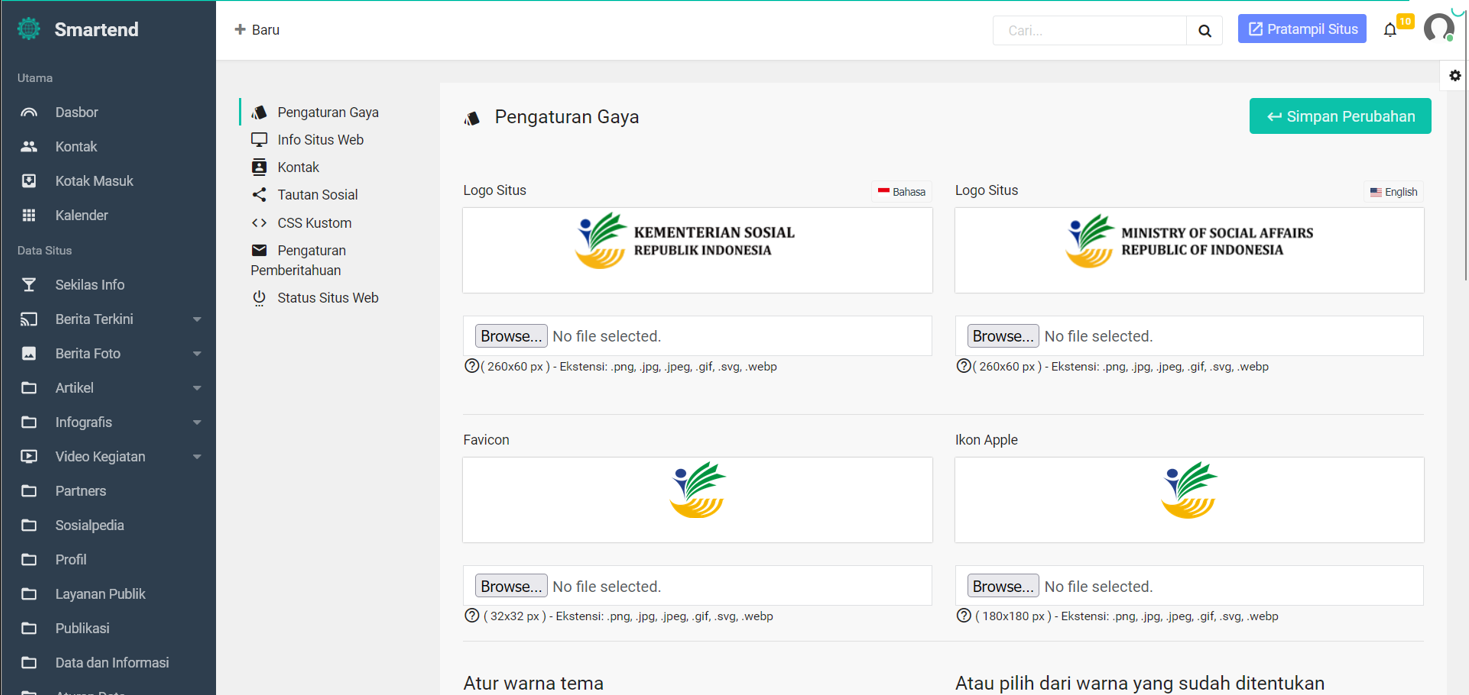 Smartend
Baru
Cari...
Pratampil Situs
10
Utama
Dasbor
Kontak
Kotak Masuk
Kalender
Data Situs
Sekilas Info
Berita Terkini
Berita Foto
Artikel
Infografis
Video Kegiatan
Partners
Sosialpedia
Profil
Layanan Publik
Publikasi
Data dan Informasi
Pengaturan Gaya
Info Situs Web
Kontak
Tautan Sosial
CSS Kustom
Pengaturan
Pemberitahuan
Status Situs Web
Pengaturan Gaya
Simpan Perubahan
Logo Situs
Bahasa
KEMENTERIAN SOSIAL
REPUBLIK INDONESIA
Browse... No file selected.
( 260x60 px ) - Ekstensi: .png, .jpg, .jpeg, .gif, .svg, .webp
Logo Situs
English
MINISTRY OF SOCIAL AFFAIRS
REPUBLIC OF INDONESIA
Browse... No file selected.
( 260x60 px ) - Ekstensi: .png, .jpg, .jpeg, .gif, .svg, .webp
Favicon
Browse... No file selected.
( 32x32 px ) - Ekstensi: .png, .jpg, .jpeg, .gif, .svg, .webp
Ikon Apple
Browse... No file selected.
( 180x180 px ) - Ekstensi: .png, .jpg, .jpeg, .gif, .svg, .webp
Atur warna tema
Atau pilih dari warna yang sudah ditentukan